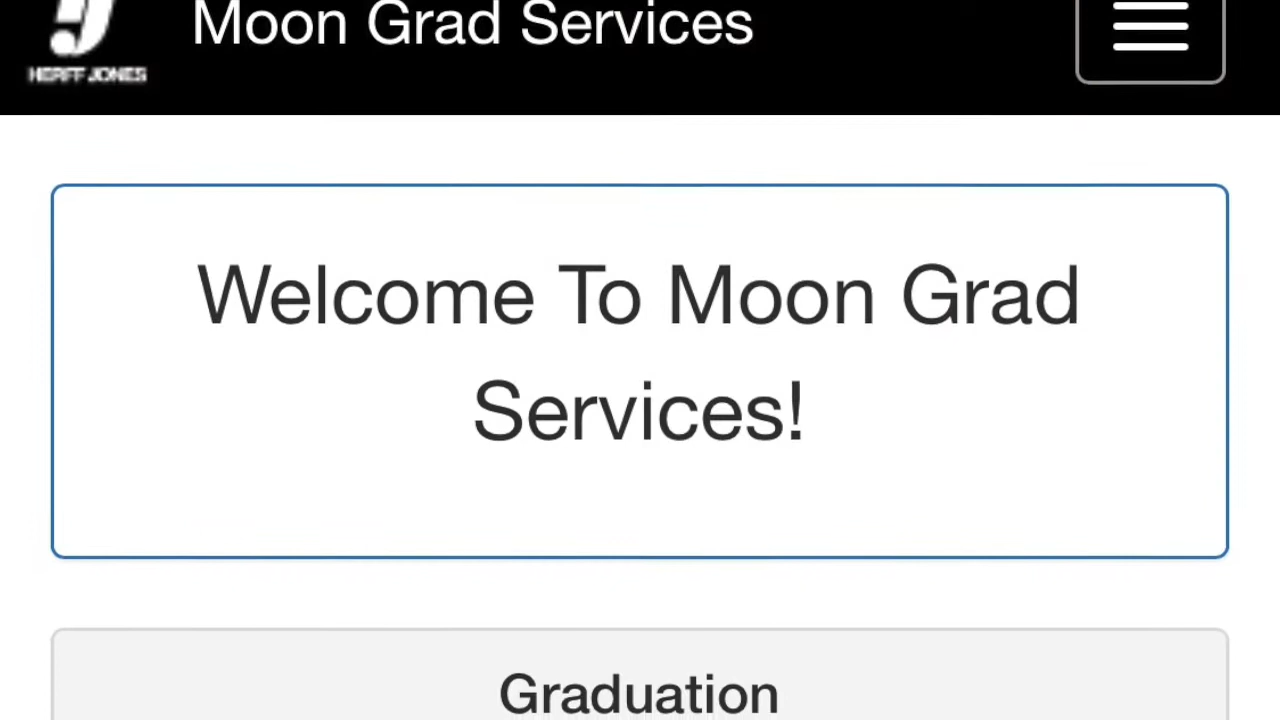 Moon Grad Services
HERFF JONES
Welcome To Moon Grad
Services!
Graduation